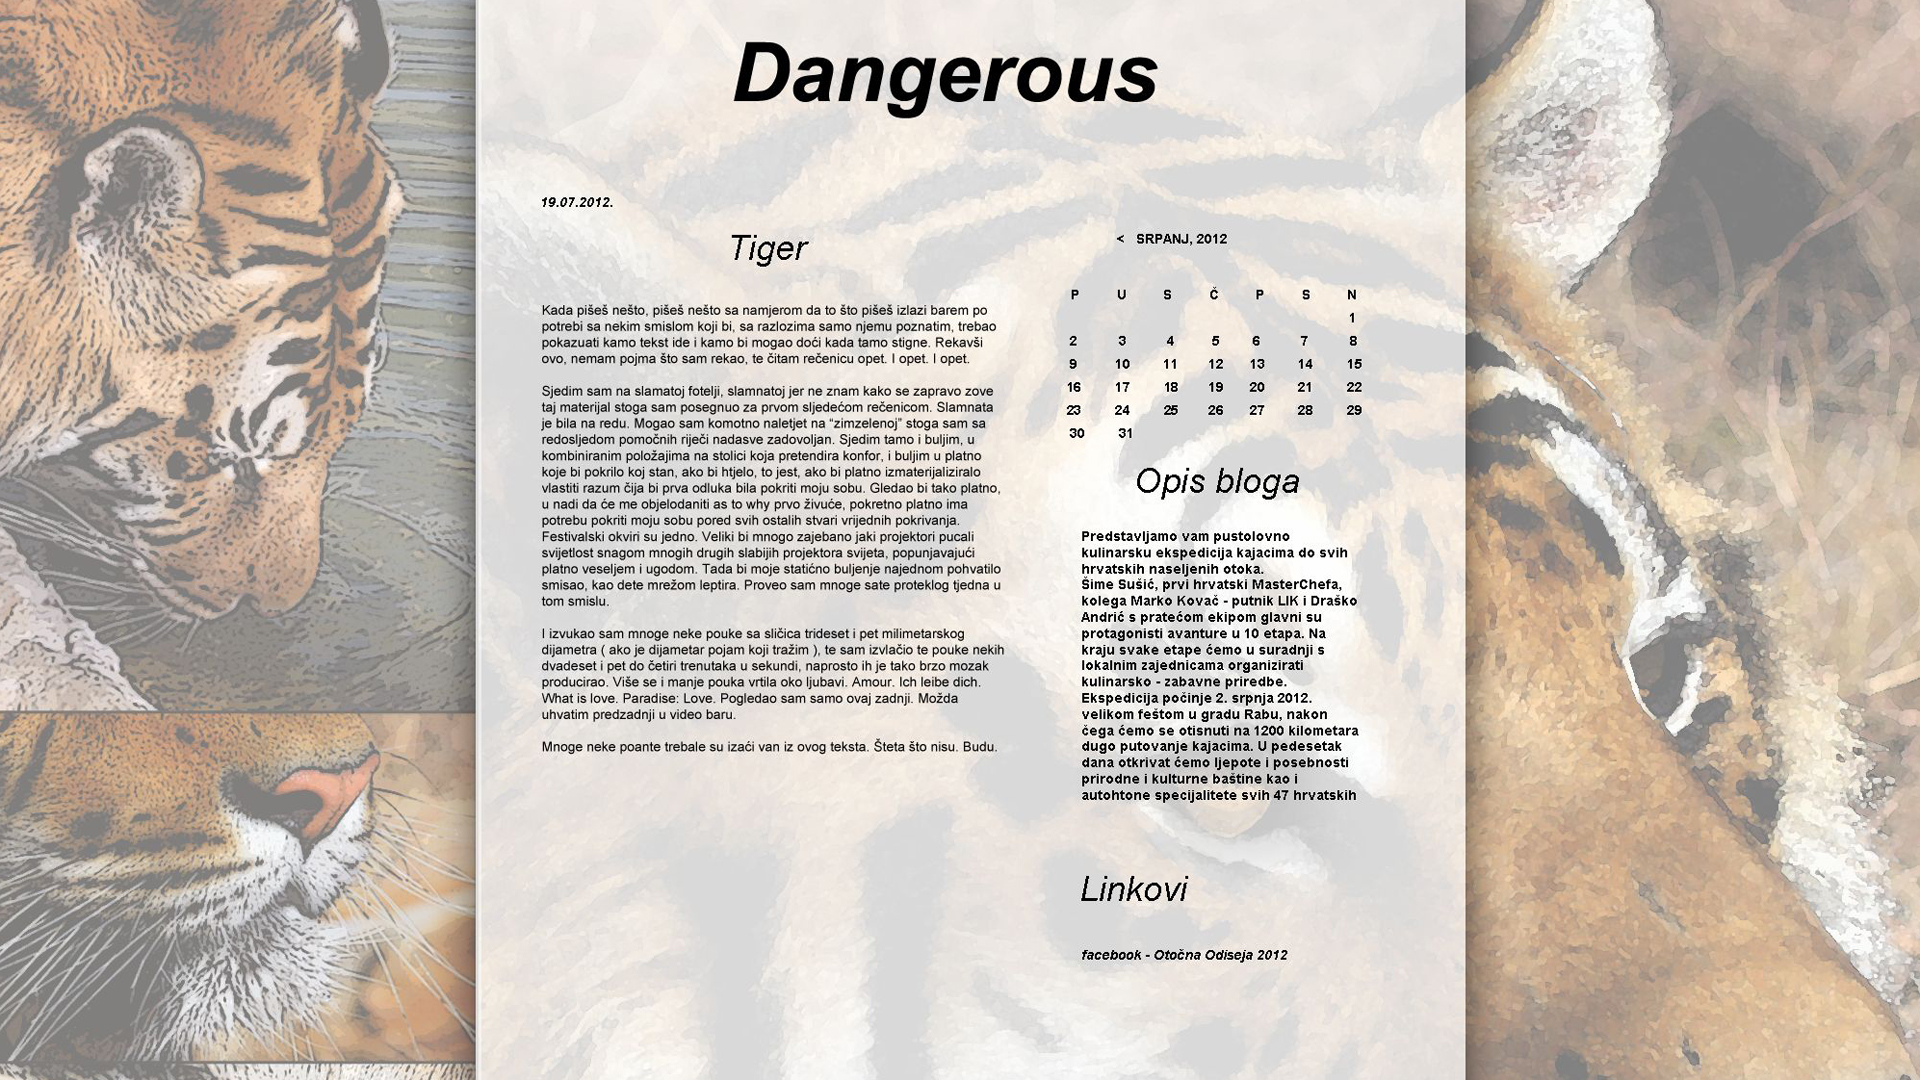 Dangerous
19.07.2012.
Tiger
Kada pišeš nešto, pišeš nešto sa namjerom da to što pišeš izlazi barem po
potrebi sa nekim smislom koji bi, sa razlozima samo njemu poznatim, trebao
pokazuati kamo tekst ide i kamo bi mogao doći kada tamo stigne. Rekavši
ovo, nemam pojma što sam rekao, te čitam rečenicu opet. I opet. I opet.
Sjedim sam na slamatoj fotelji, slamnatoj jer ne znam kako se zapravo zove
taj materijal stoga sam posegnuo za prvom sljedećom rečenicom. Slamnata
je bila na redu. Mogao sam komotno naletjet na “zimzelenoj” stoga sam sa
redosljedom pomočnih riječi nadasve zadovoljan. Sjedim tamo i buljim, u
kombiniranim položajima na stolici koja pretendira konfor, i buljim u platno
koje bi pokrilo koj stan, ako bi htjelo, to jest, ako bi platno izmaterijaliziralo
vlastiti razum čija bi prva odluka bila pokriti moju sobu. Gledao bi tako platno,
u nadi da će me objelodaniti as to why prvo živuće, pokretno platno ima
potrebu pokriti moju sobu pored svih ostalih stvari vrijednih pokrivanja.
Festivalski okviri su jedno. Veliki bi mnogo zajebano jaki projektori pucali
svijetlost snagom mnogih drugih slabijih projektora svijeta, popunjavajući
platno veseljem i ugodom. Tada bi moje statićno buljenje najednom pohvatilo
smisao, kao dete mrežom leptira. Proveo sam mnoge sate proteklog tjedna u
tom smislu.
I izvukao sam mnoge neke pouke sa sličica trideset i pet milimetarskog
dijametra ( ako je dijametar pojam koji tražim ), te sam izvlačio te pouke nekih
dvadeset i pet do četiri trenutaka u sekundi, naprosto ih je tako brzo mozak
producirao. Više se i manje pouka vrtila oko ljubavi. Amour. Ich leibe dich.
What is love. Paradise: Love. Pogledao sam samo ovaj zadnji. Možda
uhvatim predzadnji u video baru.
Mnoge neke poante trebale su izaći van iz ovog teksta. Šteta što nisu. Budu.
< SRPANJ, 2012
P U S Č P S N
1
2 3 4 5 6 7 8
9 10 11 12 13 14 15
16 17 18 19 20 21 22
23 24 25 26 27 28 29
30 31
Opis bloga
Predstavljamo vam pustolovno
kulinarsku ekspedicija kajacima do svih
hrvatskih naseljenih otoka.
Šime Sušić, prvi hrvatski MasterChefa,
kolega Marko Kovač - putnik LIK i Draško
Andrić s pratećom ekipom glavni su
protagonisti avanture u 10 etapa. Na
kraju svake etape ćemo u suradnji s
lokalnim zajednicama organizirati
kulinarsko - zabavne priredbe.
Ekspedicija počinje 2. srpnja 2012.
velikom feštom u gradu Rabu, nakon
čega ćemo se otisnuti na 1200 kilometara
dugo putovanje kajacima. U pedesetak
dana otkrivat ćemo ljepote i posebnosti
prirodne i kulturne baštine kao i
autohtone specijalitete svih 47 hrvatskih
Linkovi
facebook - Otočna Odiseja 2012